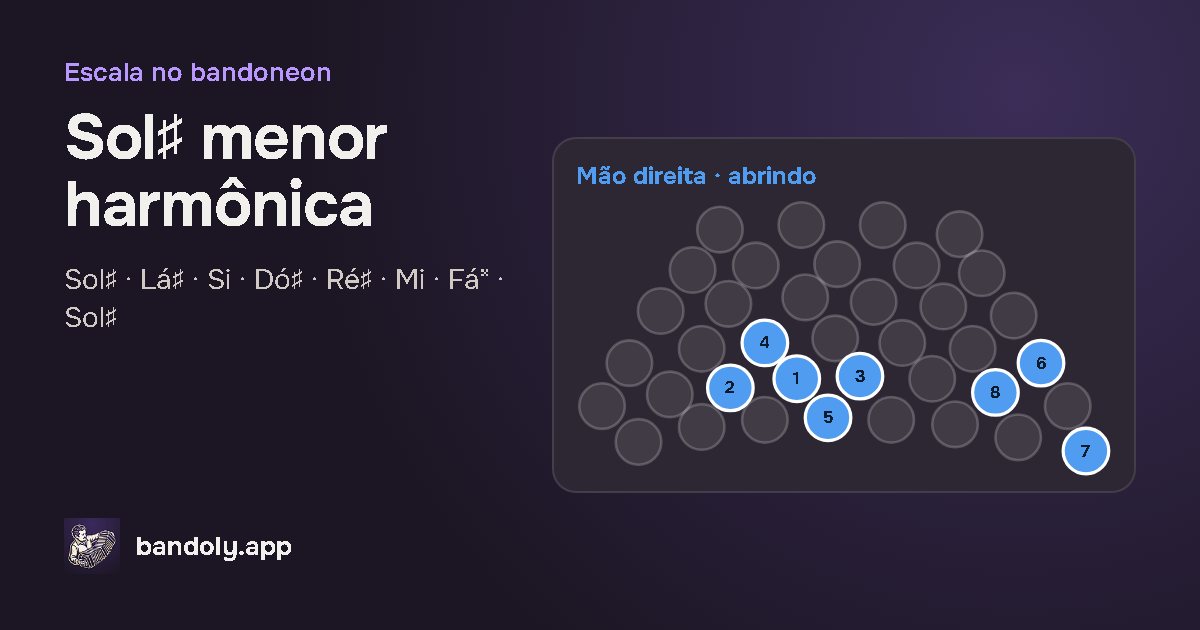 Escala no bandoneon
Sol♯ menor
harmônica
Sol♯ · Lá♯ · Si · Dó♯ · Ré♯ · Mi · Fá𝄪 ·
Sol♯
Mão direita · abrindo
4
6
1
3
2
8
5
7
bandoly.app